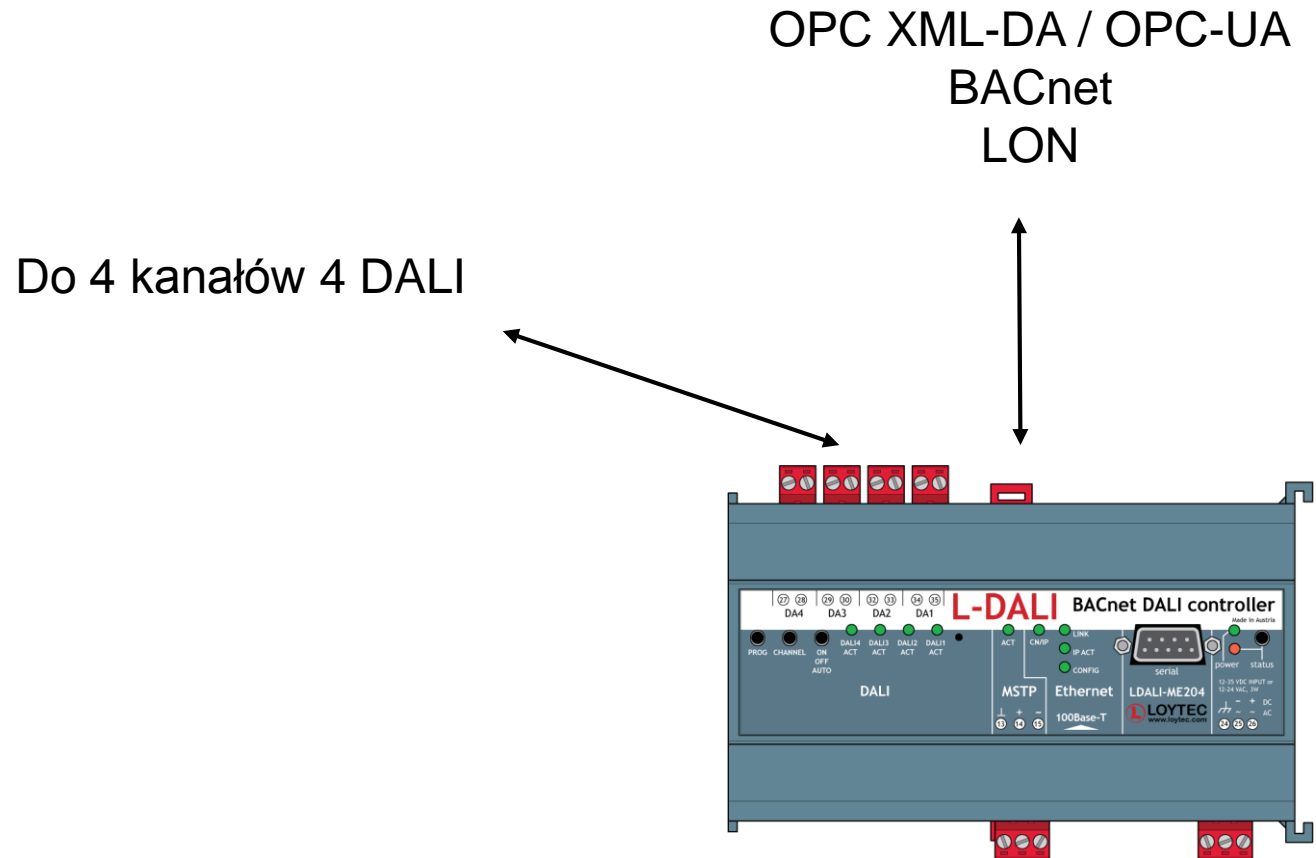 OPC XML-DA / OPC-UA
BACnet
LON
Do 4 kanałów 4 DALI
27 28 29 30 32 33 34 35
DA4 DA3 DA2 DA1
L-DALI BACnet DALI controller
Made in Austria
PROG CHANNEL ON OFF AUTO
DALI4 ACT DALI3 ACT DALI2 ACT DALI1 ACT
ACT CN/IP LINK
IP ACT
CONFIG
serial
power status
12-35 VDC INPUT or
12-24 VAC, 3W
DALI MSTP Ethernet LDALI-ME204
LOYTEC
www.loytec.com
100Base-T
⊥ + -
13 14 15
- + DC
~ ~ AC
24 25 26